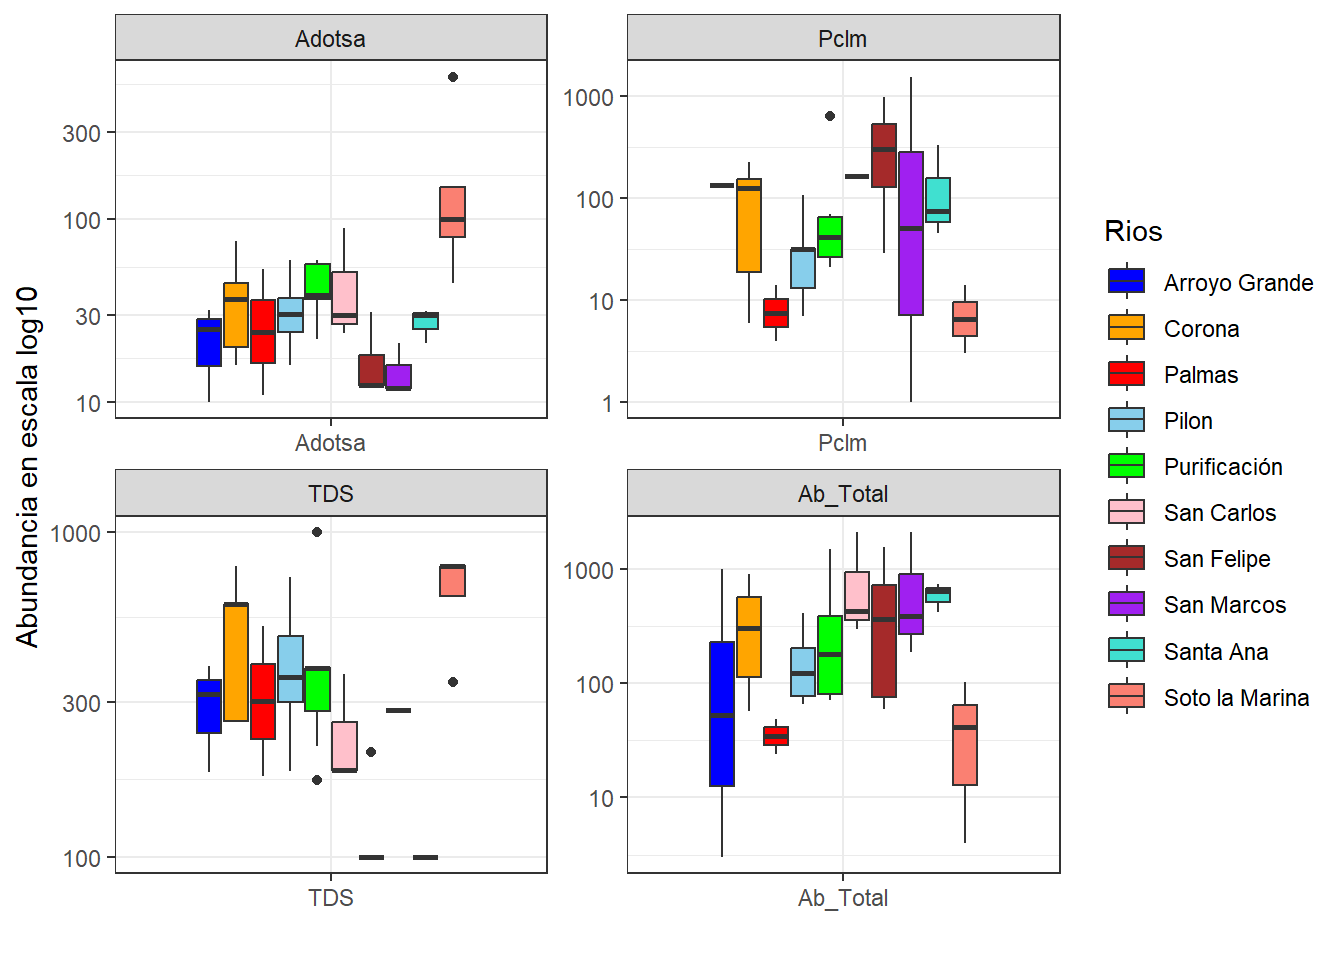 Adotsa
Pclm
300
100
30
10
1000
100
10
1
Adotsa
Pclm
Abundancia en escala log10
TDS
Ab_Total
1000
300
100
1000
100
10
TDS
Ab_Total
Rios
Arroyo Grande
Corona
Palmas
Pilon
Purificación
San Carlos
San Felipe
San Marcos
Santa Ana
Soto la Marina